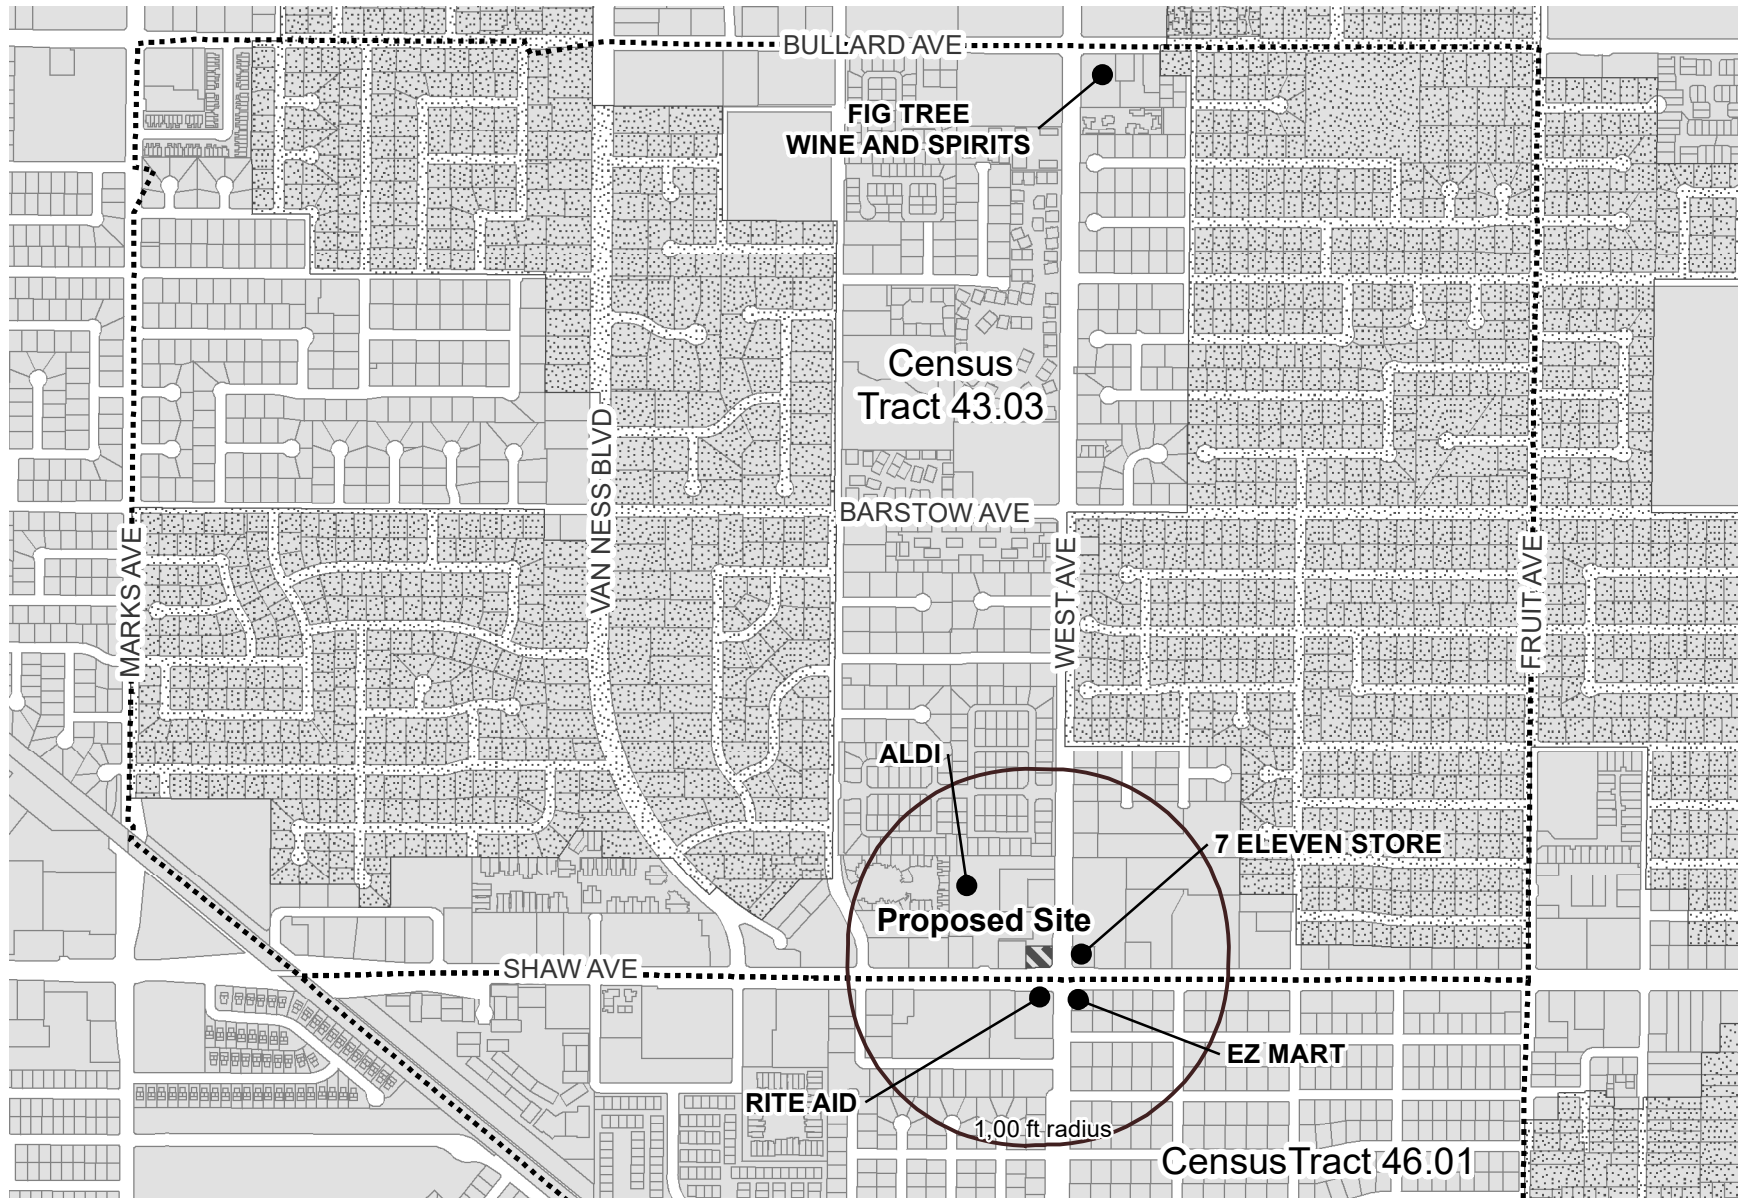 BULLARD AVE
FIG TREE
WINE AND SPIRITS
Census
Tract 43.03
VAN NESS BLVD
BARSTOW AVE
MARKS AVE
WEST AVE
FRUIT AVE
ALDI
7 ELEVEN STORE
Proposed Site
SHAW AVE
EZ MART
RITE AID
1,00 ft radius
CensusTract 46.01